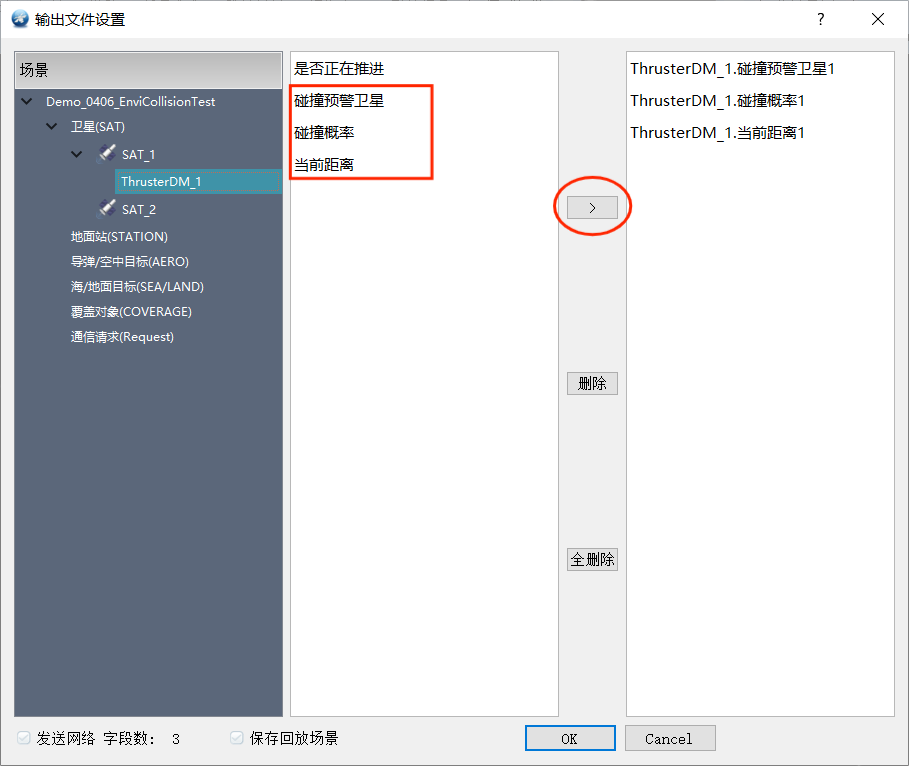 输出文件设置
?
场景
Demo_0406_EnviCollisionTest
卫星(SAT)
SAT_1
ThrusterDM_1
SAT_2
地面站(STATION)
导弹/空中目标(AERO)
海/地面目标(SEA/LAND)
覆盖对象(COVERAGE)
通信请求(Request)
是否正在推进
碰撞预警卫星
碰撞概率
当前距离
>
删除
全删除
ThrusterDM_1.碰撞预警卫星1
ThrusterDM_1.碰撞概率1
ThrusterDM_1.当前距离1
发送网络 字段数: 3
保存回放场景
OK
Cancel